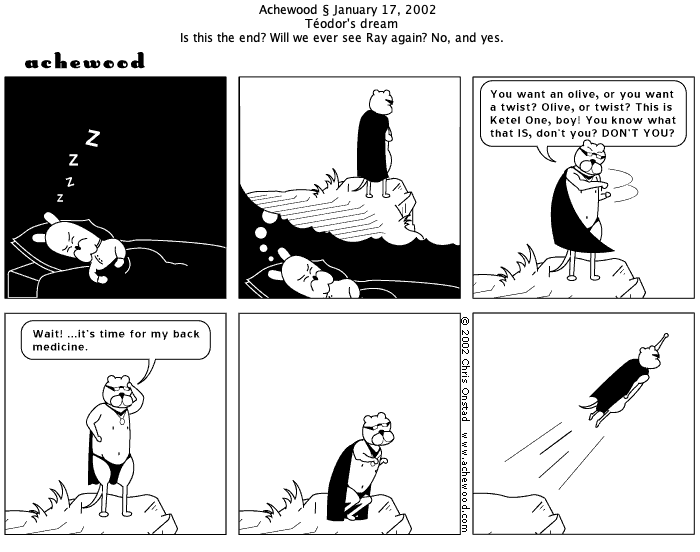 Achewood § January 17, 2002
Téodor's dream
Is this the end? Will we ever see Ray again? No, and yes.
achewood
Z
Z
Z
Z
You want an olive, or you want
a twist? Olive, or twist? This is
Ketel One, boy! You know what
that IS, don't you? DON'T YOU?
Wait! ...it's time for my back
medicine.
© 2002 Chris Onstad www.achewood.com